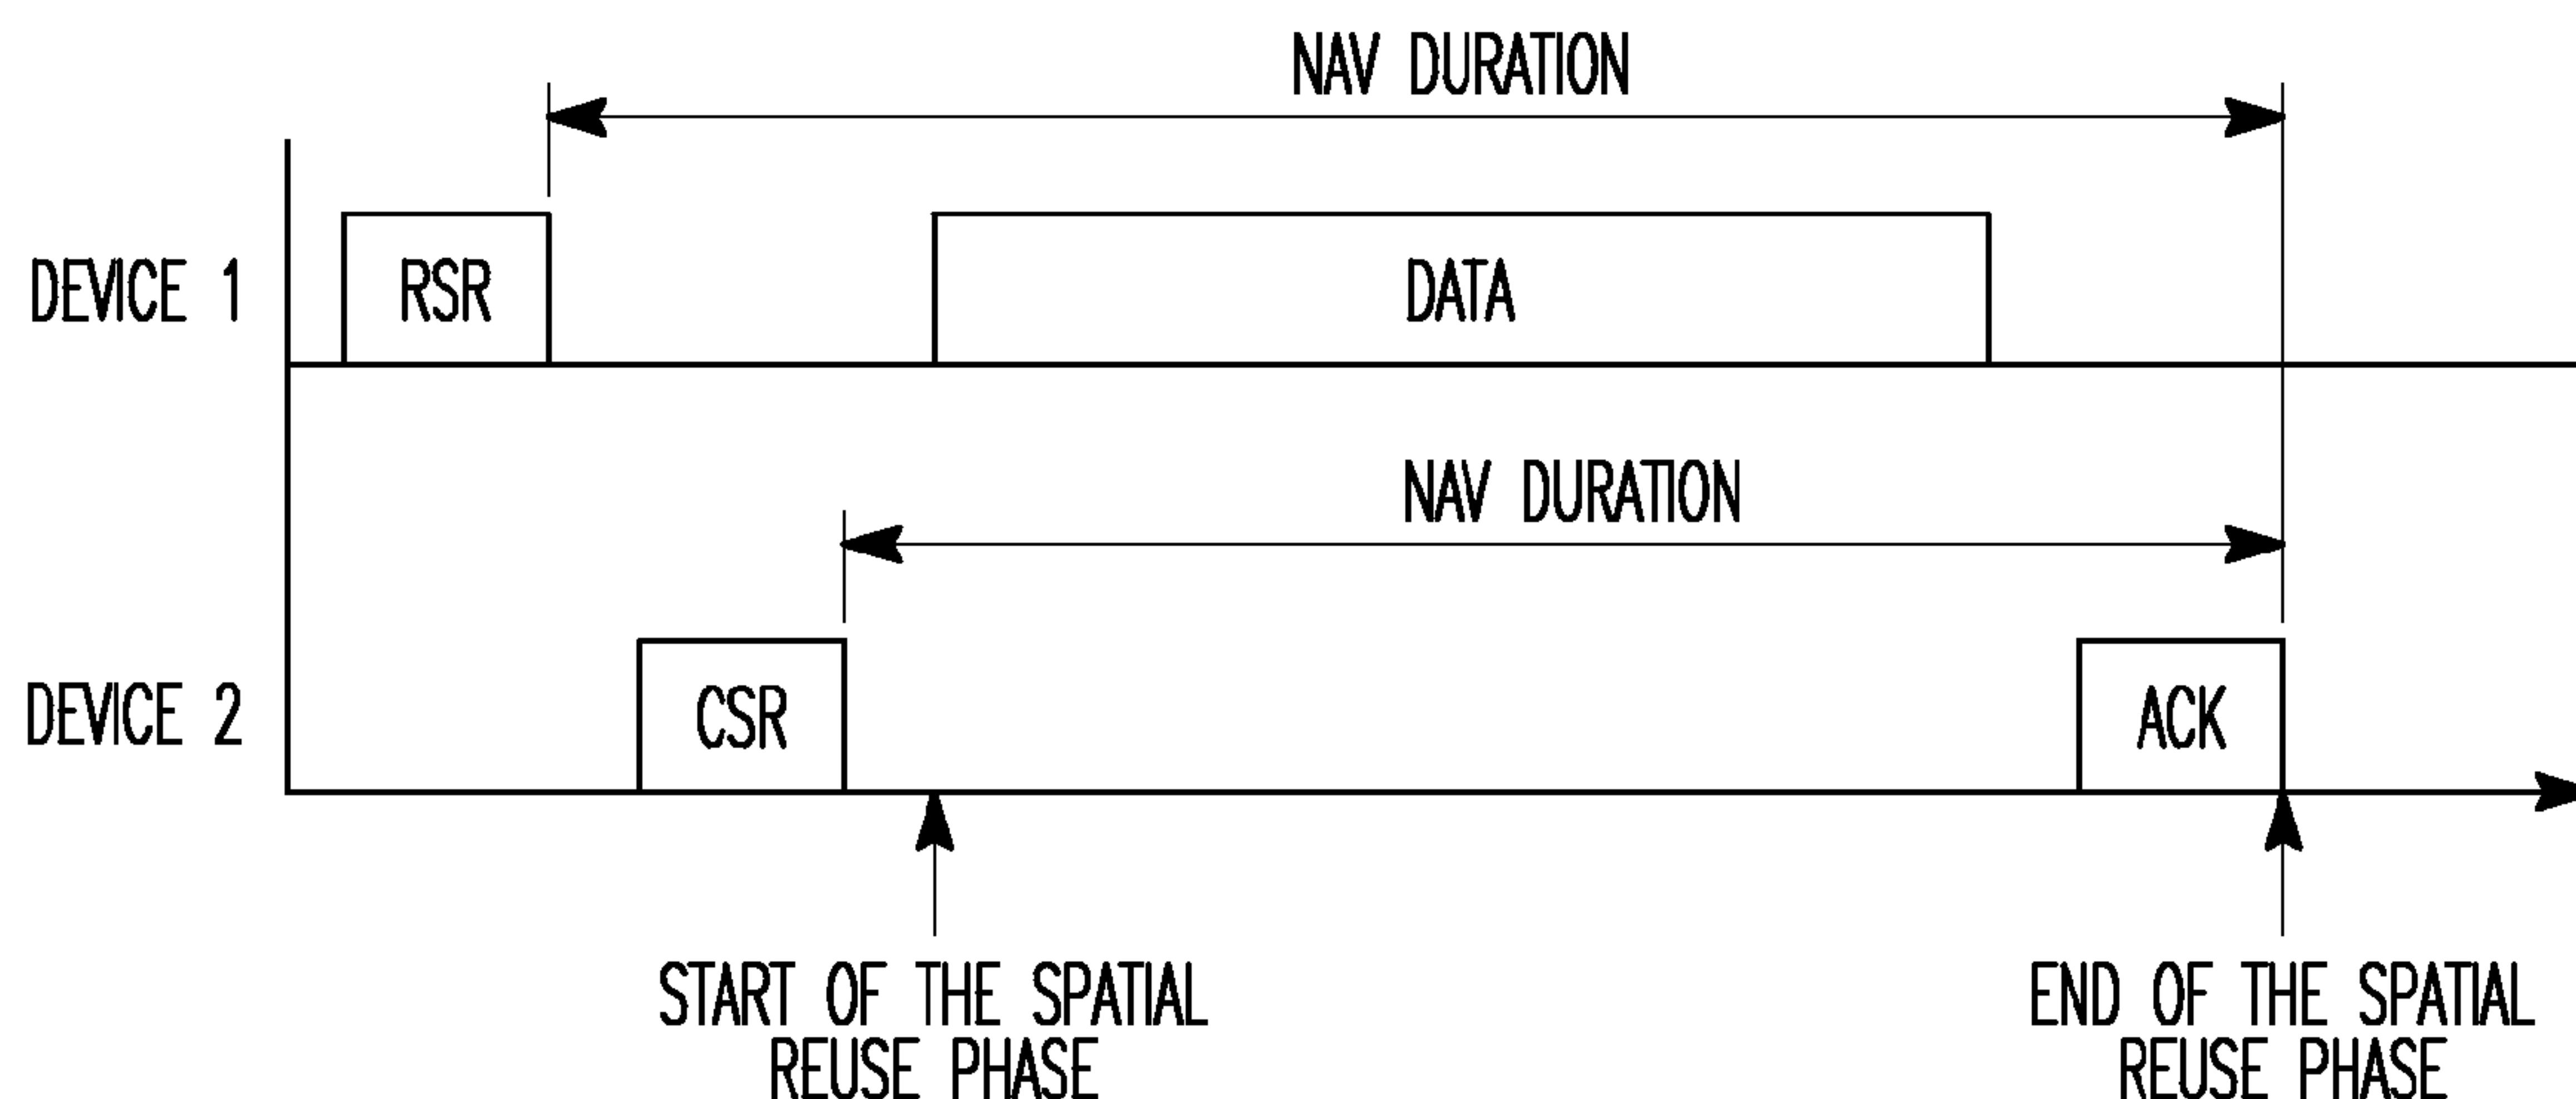 NAV DURATION
DEVICE 1
RSR
DATA
NAV DURATION
DEVICE 2
CSR
ACK
START OF THE SPATIAL
REUSE PHASE
END OF THE SPATIAL
REUSE PHASE